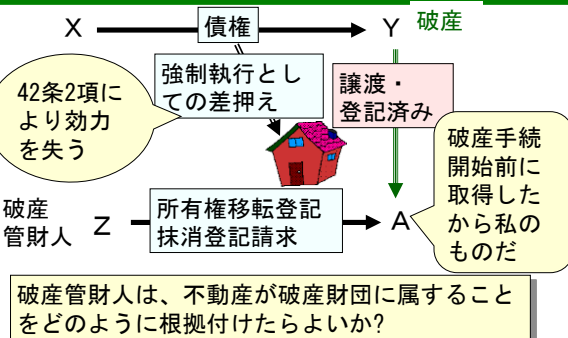 X
債権
Y
破産
強制執行とし
ての差押え
譲渡・
登記済み
42条2項に
より効力
を失う
破産手続
開始前に
取得した
から私の
ものだ
破産
管財人
Z
所有権移転登記
抹消登記請求
A
破産管財人は、不動産が破産財団に属すること
をどのように根拠付けたらよいか?